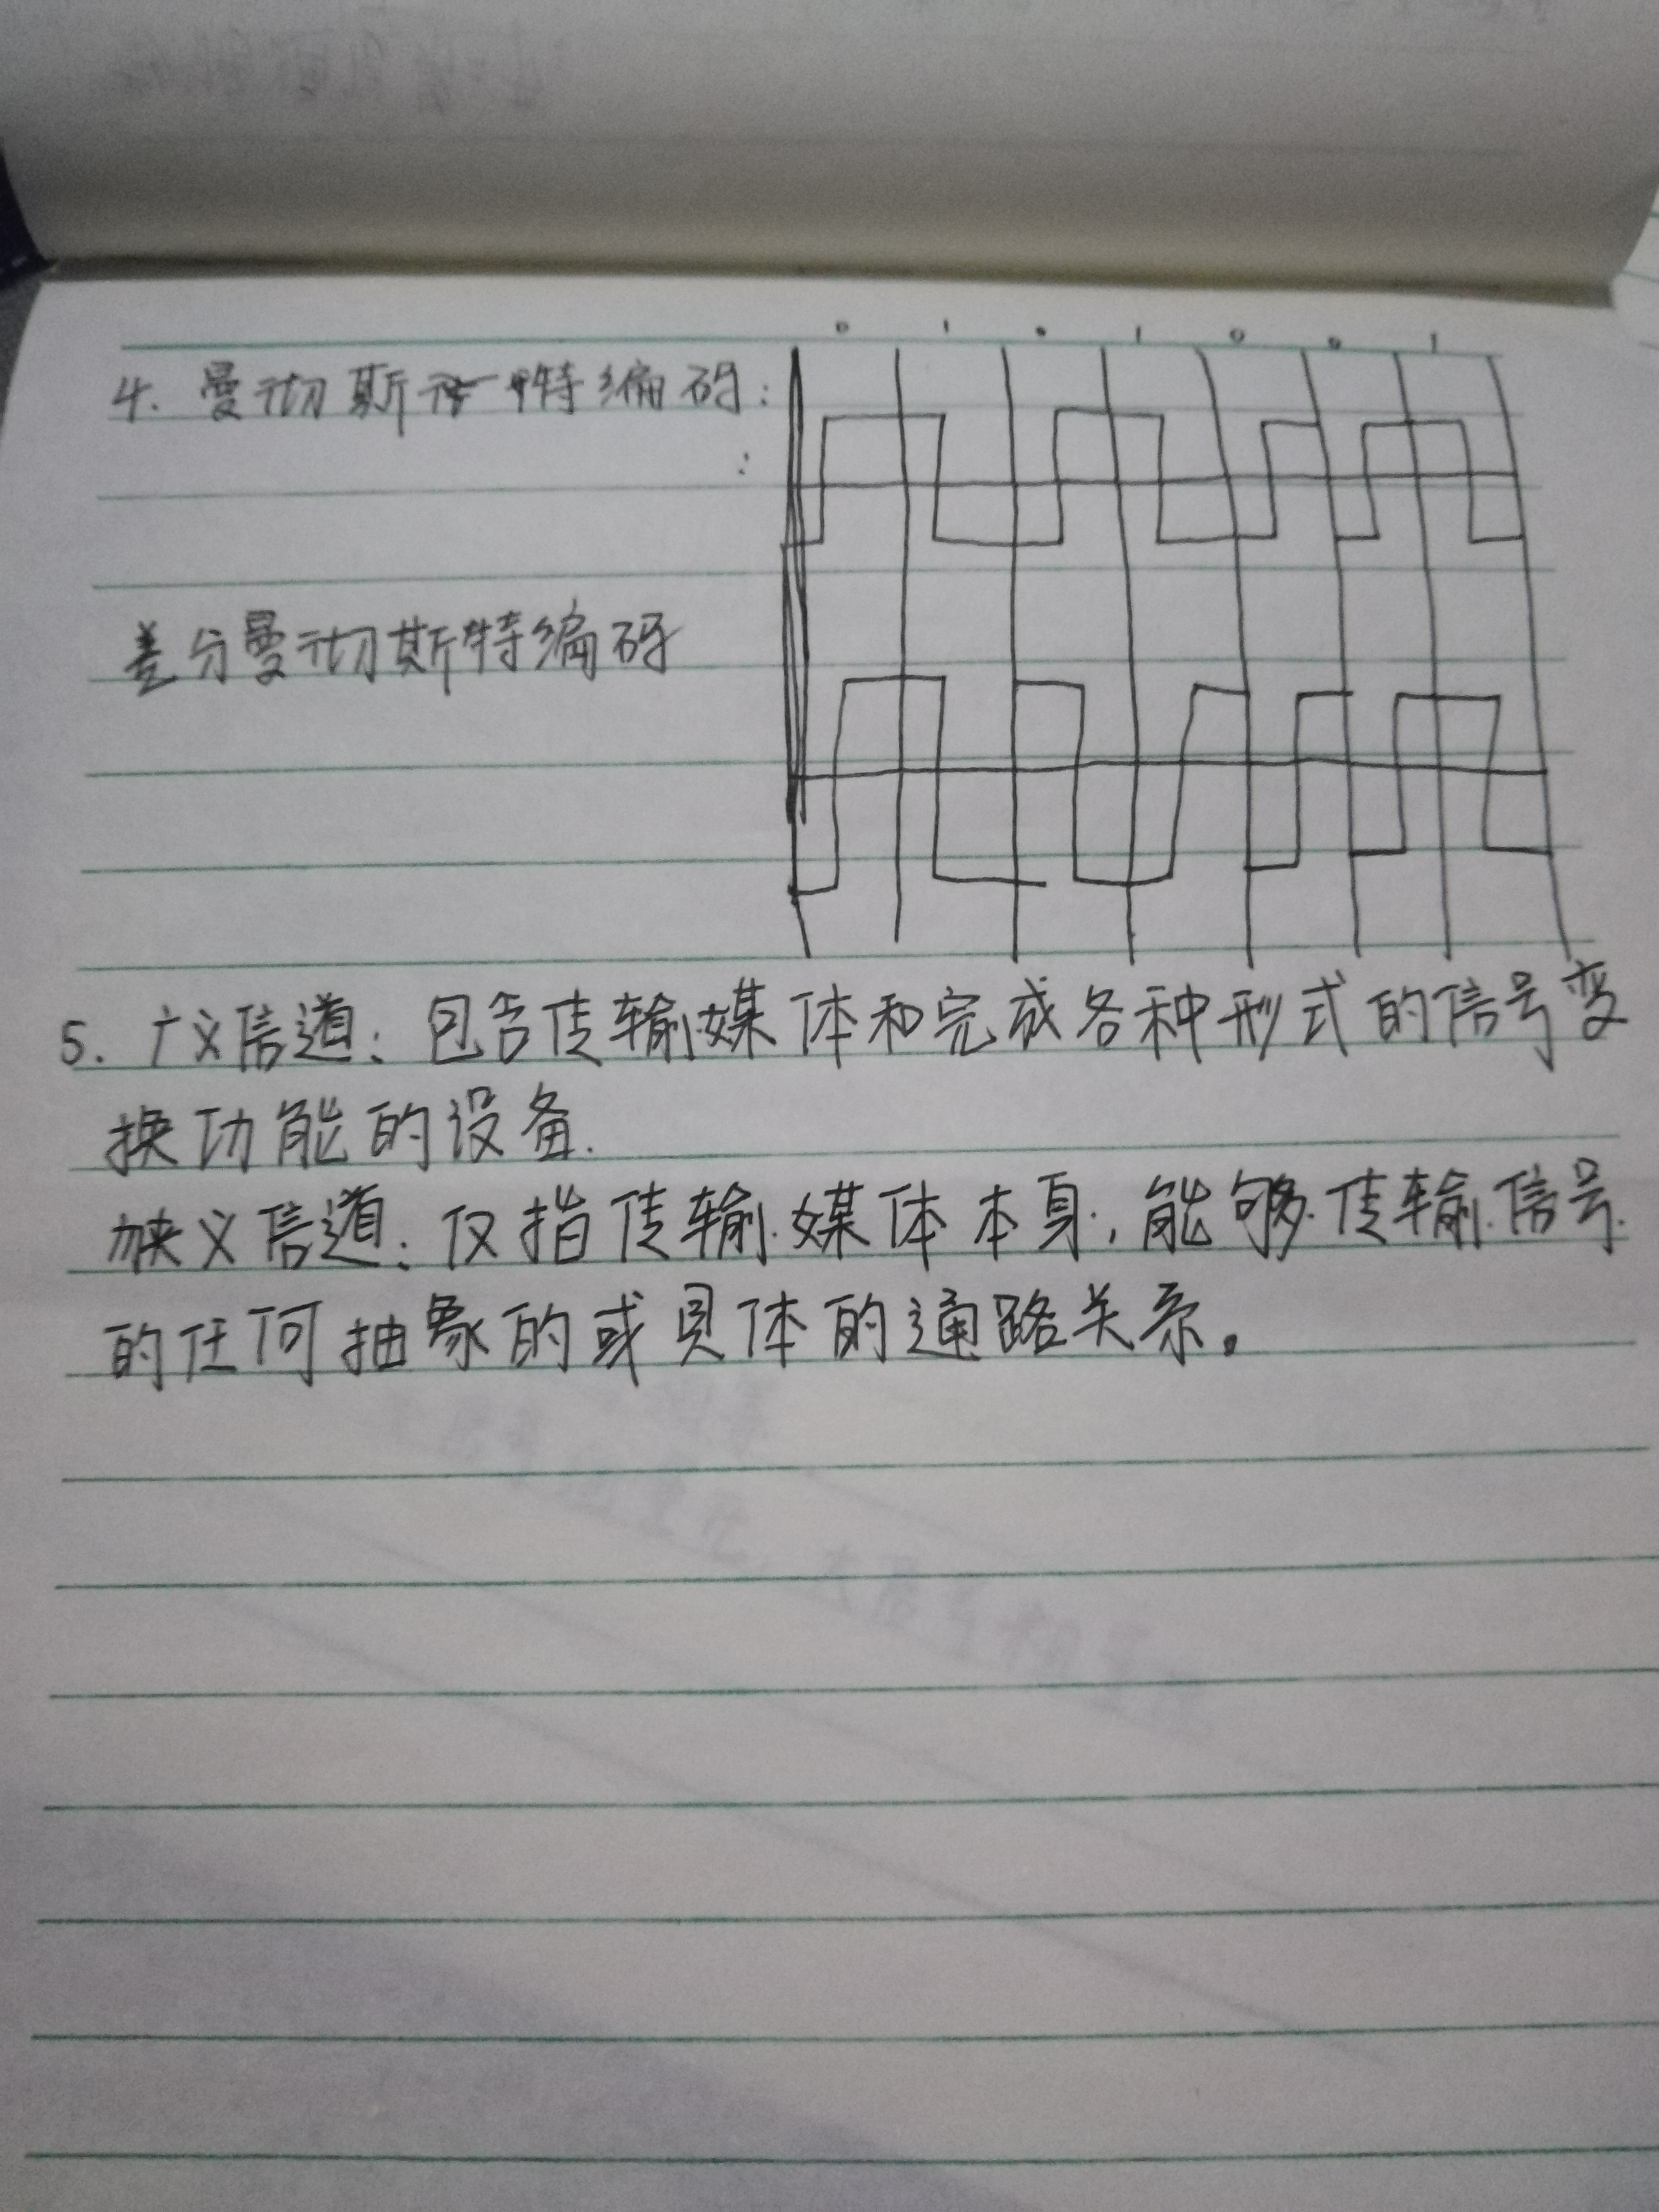 0 1 0 1 0 0 1
4. 曼彻斯特编码:
:
差分曼彻斯特编码
5. 广义信道: 包含传输媒体和完成各种形式的信号变
换功能的设备.
狭义信道: 仅指传输媒体本身, 能够传输信号
的任何抽象的或具体的通路关系。